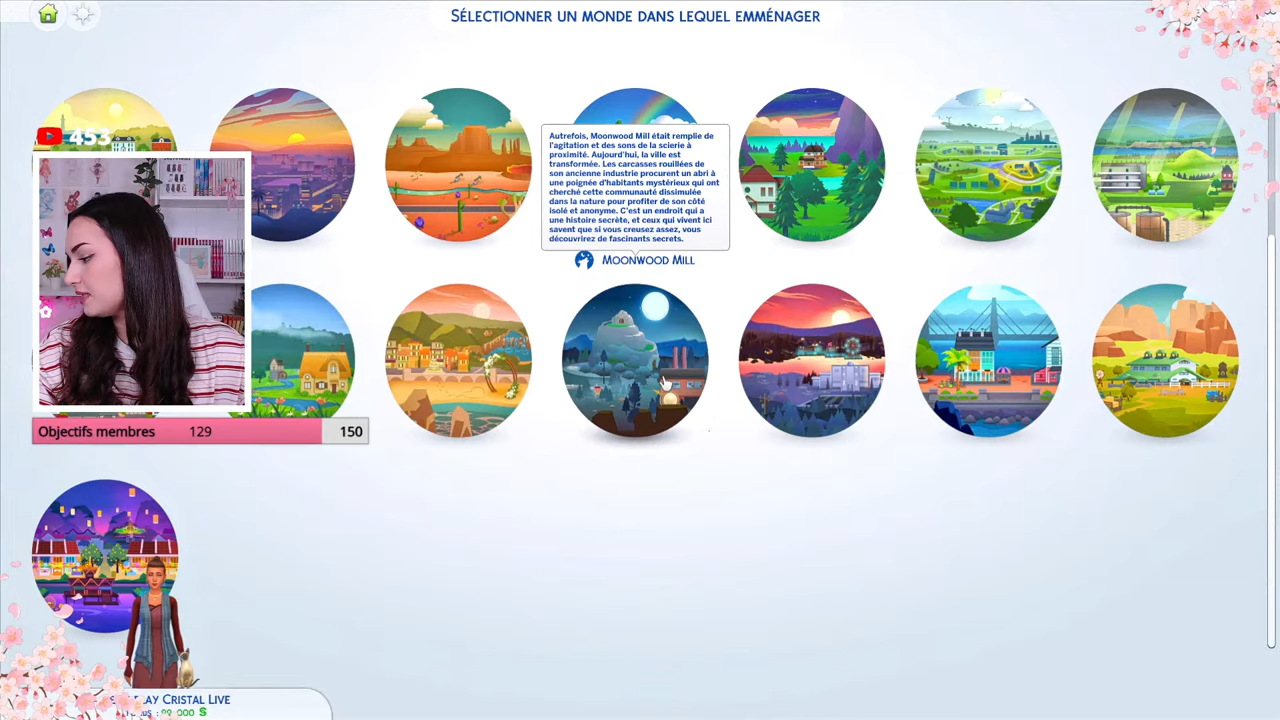 SÉLECTIONNER UN MONDE DANS LEQUEL EMMÉNAGER
453
Autrefois, Moonwood Mill était remplie de
l'agitation et des sons de la scierie à
proximité. Aujourd'hui, la ville est
transformée. Les carcasses rouillées de
son ancienne industrie procurent un abri à
une poignée d'habitants mystérieux qui ont
cherché cette communauté dissimulée
dans la nature pour profiter de son côté
isolé et anonyme. C'est un endroit qui a
une histoire secrète, et ceux qui vivent ici
savent que si vous creusez assez, vous
découvrirez de fascinants secrets.
MOONWOOD MILL
Objectifs membres 129 150
CRISTAL LIVE
99 000 $